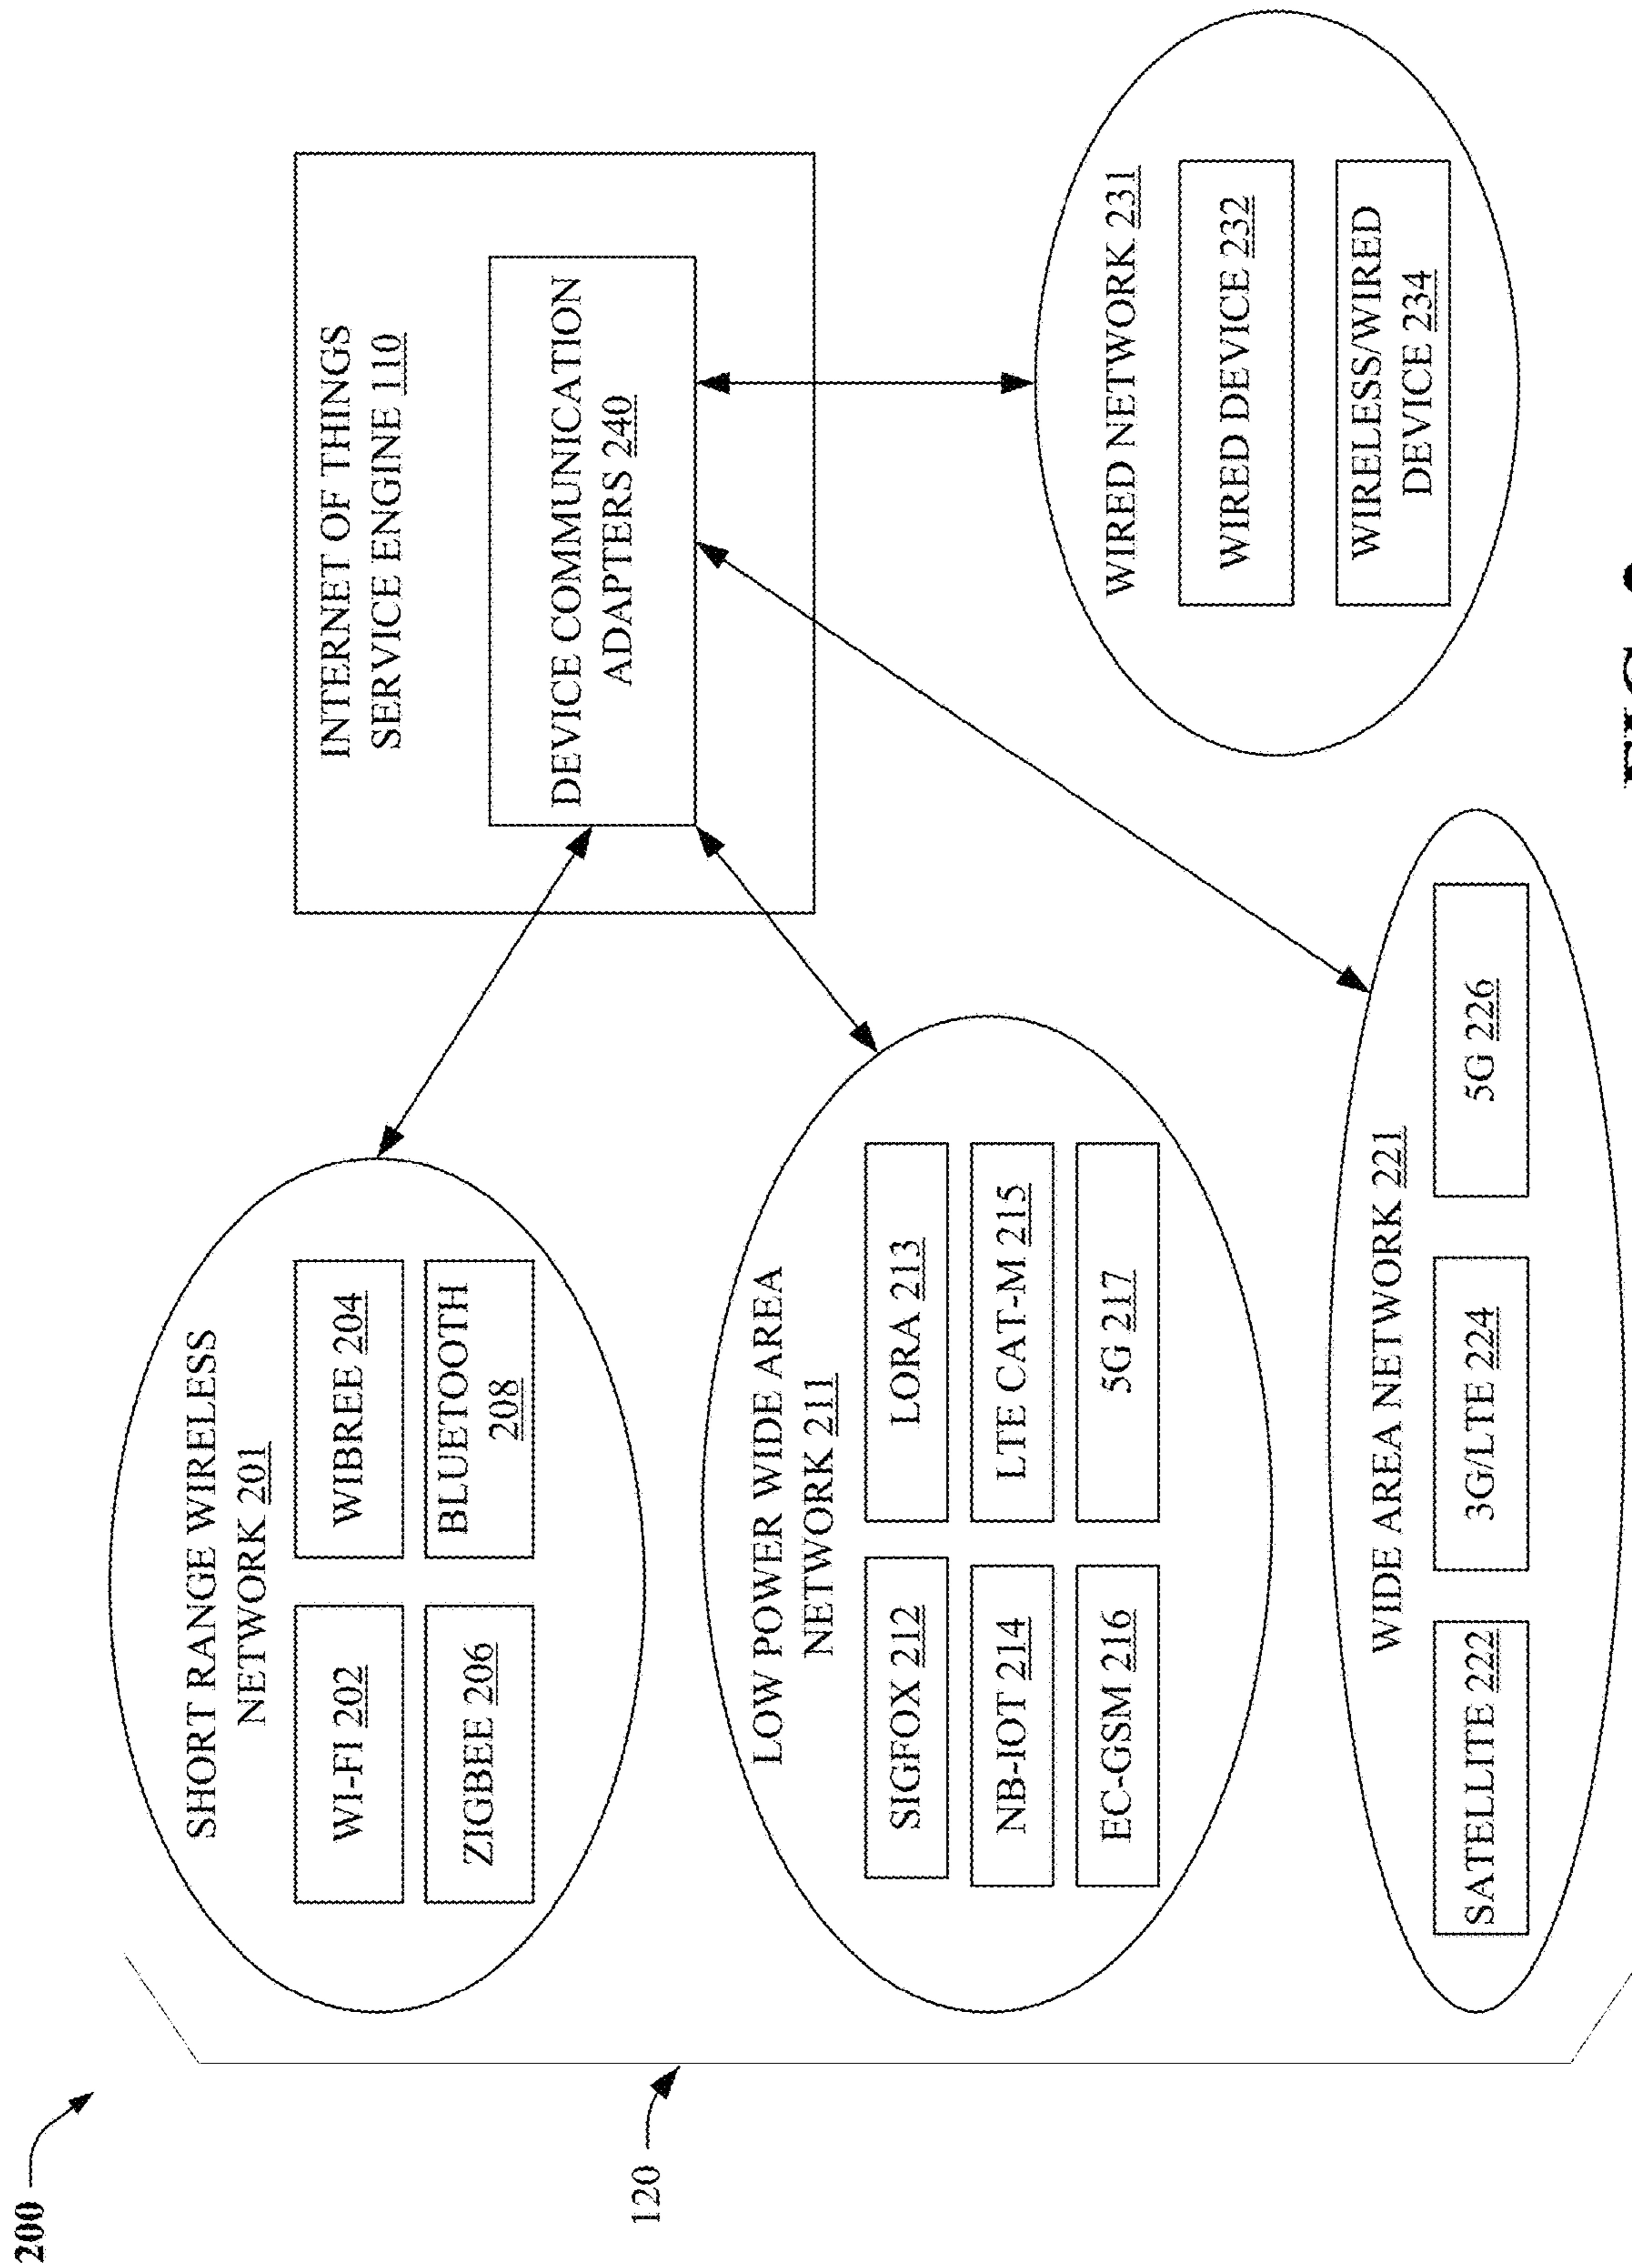 200
120
SHORT RANGE WIRELESS
NETWORK 201
WI-FI 202
WIBREE 204
ZIGBEE 206
BLUETOOTH
208
LOW POWER WIDE AREA
NETWORK 211
SIGFOX 212
LORA 213
NB-IOT 214
LTE CAT-M 215
EC-GSM 216
5G 217
WIDE AREA NETWORK 221
SATELLITE 222
3G/LTE 224
5G 226
INTERNET OF THINGS
SERVICE ENGINE 110
DEVICE COMMUNICATION
ADAPTERS 240
WIRED NETWORK 231
WIRED DEVICE 232
WIRELESS/WIRED
DEVICE 234